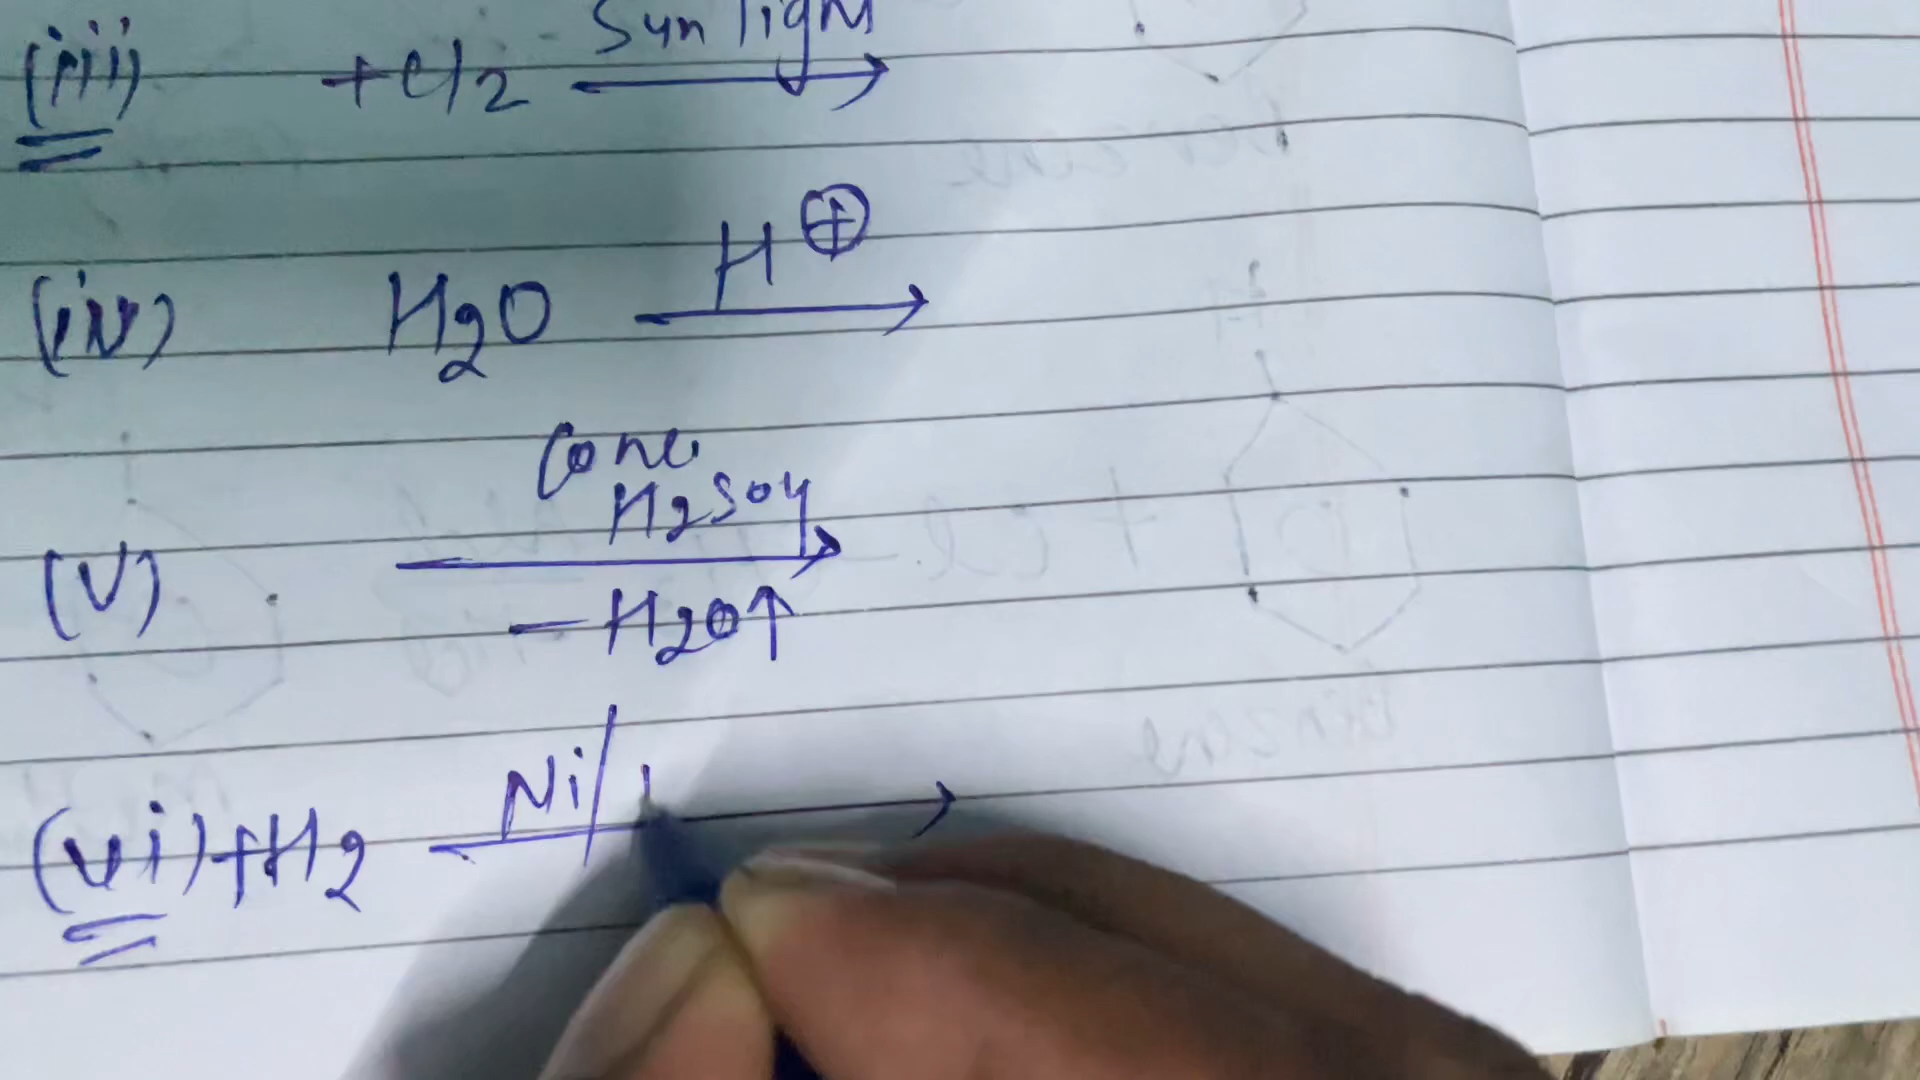 (iii) +Cl2 Sun light
(iv) H2O H⊕
(v) Conc.
H2SO4
- H2O↑
(vi) +H2 Ni/